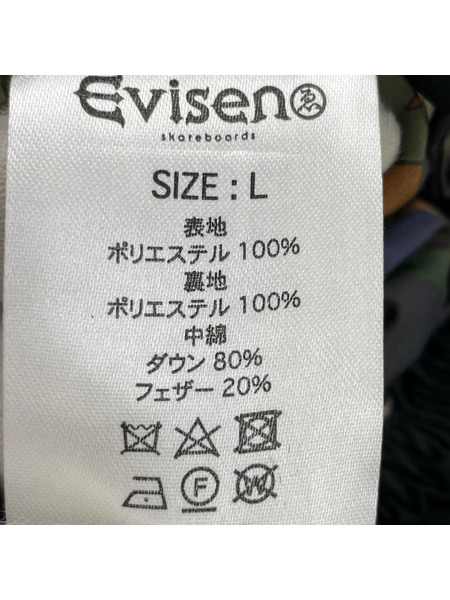 Evisen ゑ
skateboards
SIZE : L
表地
ポリエステル 100%
裏地
ポリエステル 100%
中綿
ダウン 80%
フェザー 20%
F W